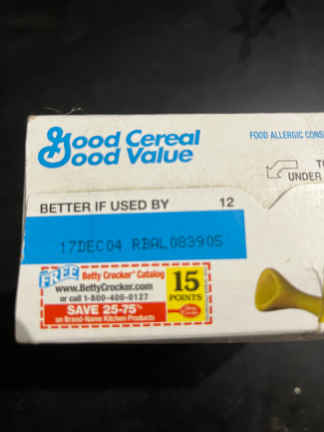 Good Cereal
Good Value
FOOD ALLERGIC CONS
UNDER
BETTER IF USED BY 12
17DEC04 RBAL083905
FREE Betty Crocker® Catalog
www.BettyCrocker.com
or call 1-800-400-0127
SAVE 25-75%
on Brand-Name Kitchen Products
15
POINTS